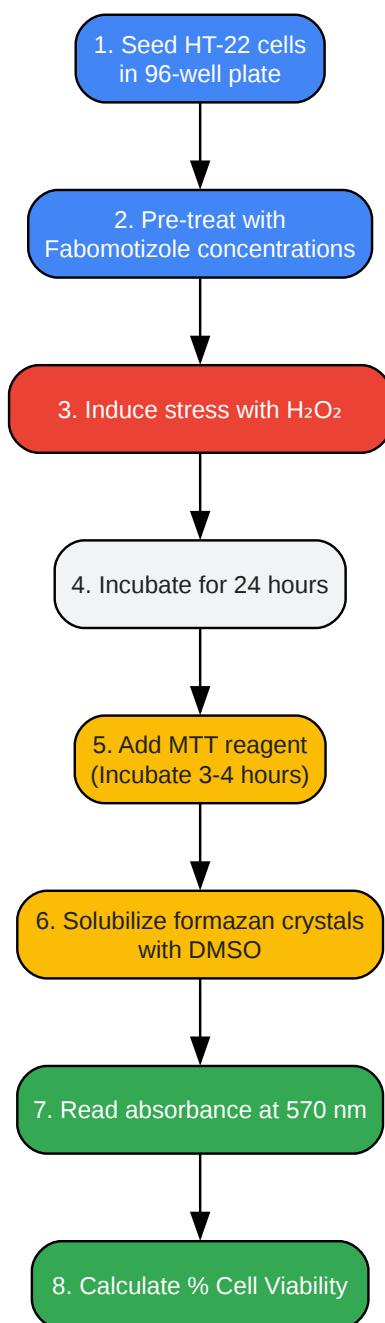 1. Seed HT-22 cells
in 96-well plate
2. Pre-treat with
Fabomotizole concentrations
3. Induce stress with H₂O₂
4. Incubate for 24 hours
5. Add MTT reagent
(Incubate 3-4 hours)
6. Solubilize formazan crystals
with DMSO
7. Read absorbance at 570 nm
8. Calculate % Cell Viability